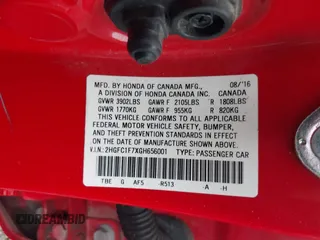 MFD. BY HONDA OF CANADA MFG., 08/'16
A DIVISION OF HONDA CANADA INC. CANADA
GVWR 3902LBS GAWR F 2105LBS R 1808LBS
GVWR 1770KG GAWR F 955KG R 820KG
THIS VEHICLE CONFORMS TO ALL APPLICABLE
FEDERAL MOTOR VEHICLE SAFETY, BUMPER,
AND THEFT PREVENTION STANDARDS IN EFFECT
ON THE DATE OF MANUFACTURE SHOWN ABOVE.
V.I.N.:2HGFC1F7XGH656001 TYPE: PASSENGER CAR
TBE G AF5 R513 A H
© IDREAMBID.COM